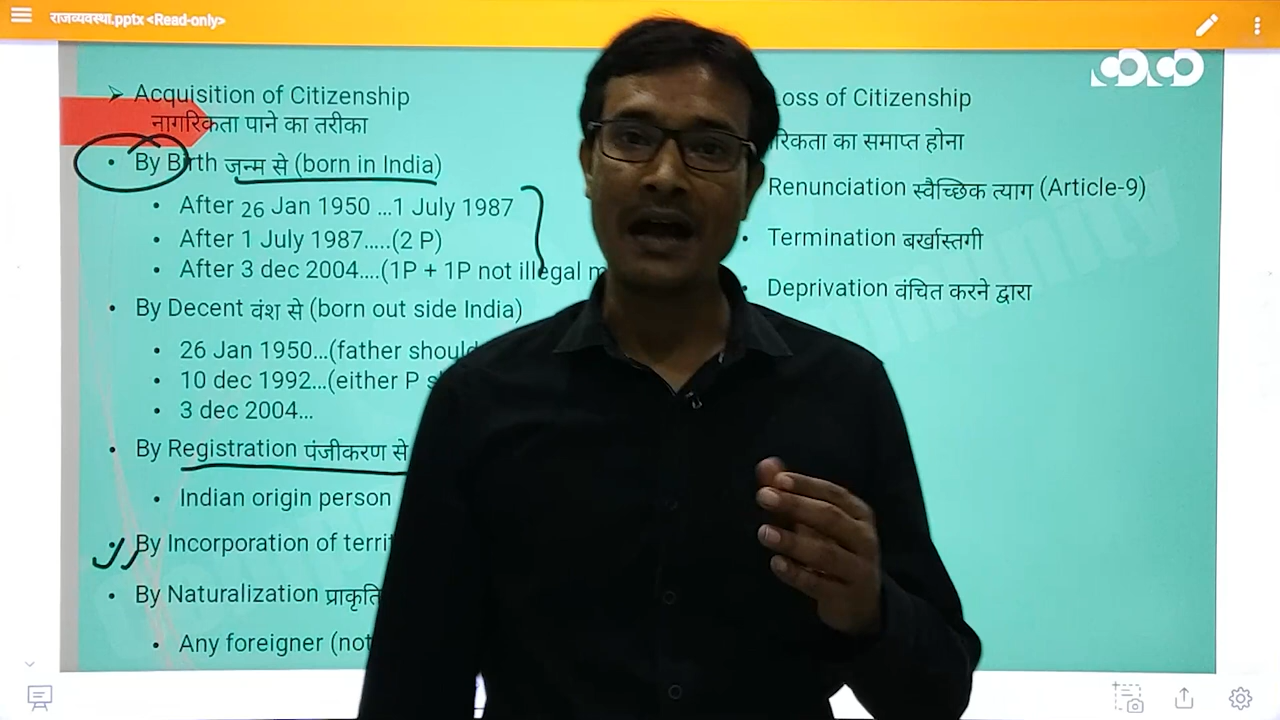 राजव्यवस्था.pptx <Read-only>
Acquisition of Citizenship
नागरिकता पाने का तरीका
• By Birth जन्म से (born in India)
• After 26 Jan 1950 ...1 July 1987
• After 1 July 1987.....(2 P)
• After 3 dec 2004....(1P + 1P not illegal m
• By Decent वंश से (born out side India)
• 26 Jan 1950...(father should
• 10 dec 1992...(either P s
• 3 dec 2004...
• By Registration पंजीकरण से
• Indian origin person
• By Incorporation of territ
• By Naturalization प्राकृति
• Any foreigner (not
Loss of Citizenship
रिकता का समाप्त होना
Renunciation स्वैच्छिक त्याग (Article-9)
• Termination बर्खास्तगी
Deprivation वंचित करने द्वारा